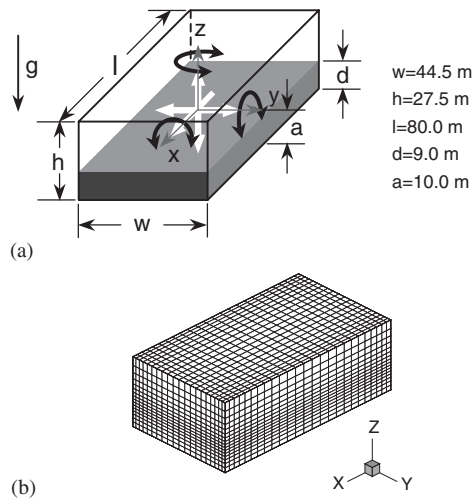 g
l
z
y
d
a
x
h
w
w=44.5 m
h=27.5 m
l=80.0 m
d=9.0 m
a=10.0 m
(a)
Z
X
Y
(b)